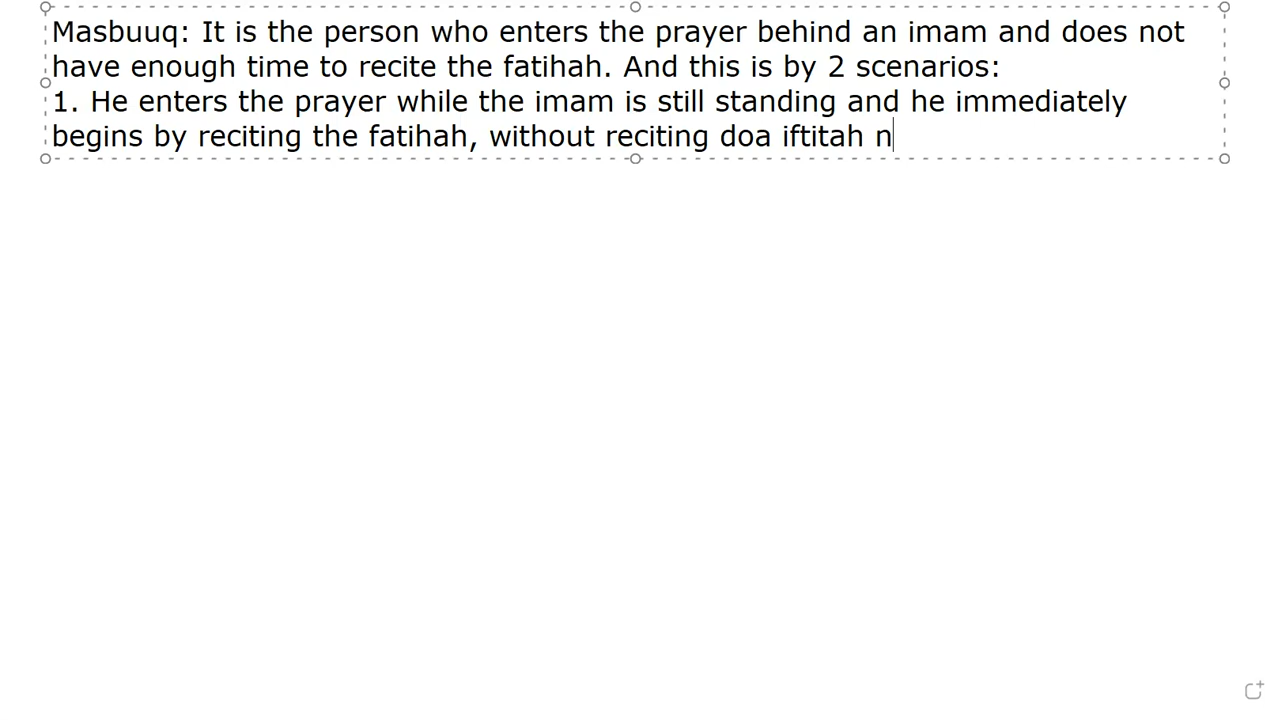 Masbuuq: It is the person who enters the prayer behind an imam and does not
have enough time to recite the fatihah. And this is by 2 scenarios:
1. He enters the prayer while the imam is still standing and he immediately
begins by reciting the fatihah, without reciting doa iftitah n